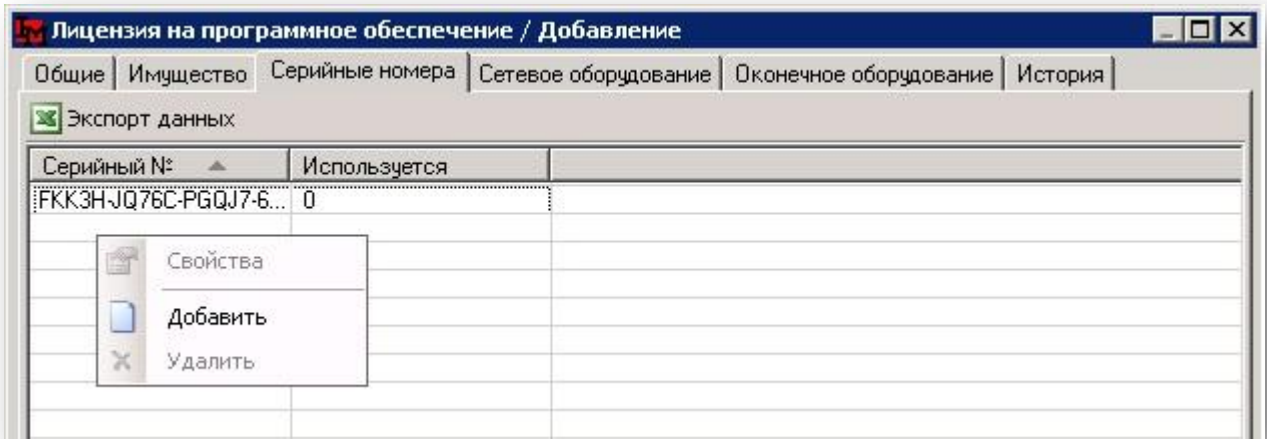 Лицензия на программное обеспечение / Добавление
Общие Имущество Серийные номера Сетевое оборудование Оконечное оборудование История
Экспорт данных
Серийный № Используется
FKK3H-JQ76C-PGQJ7-6... 0
Свойства
Добавить
Удалить